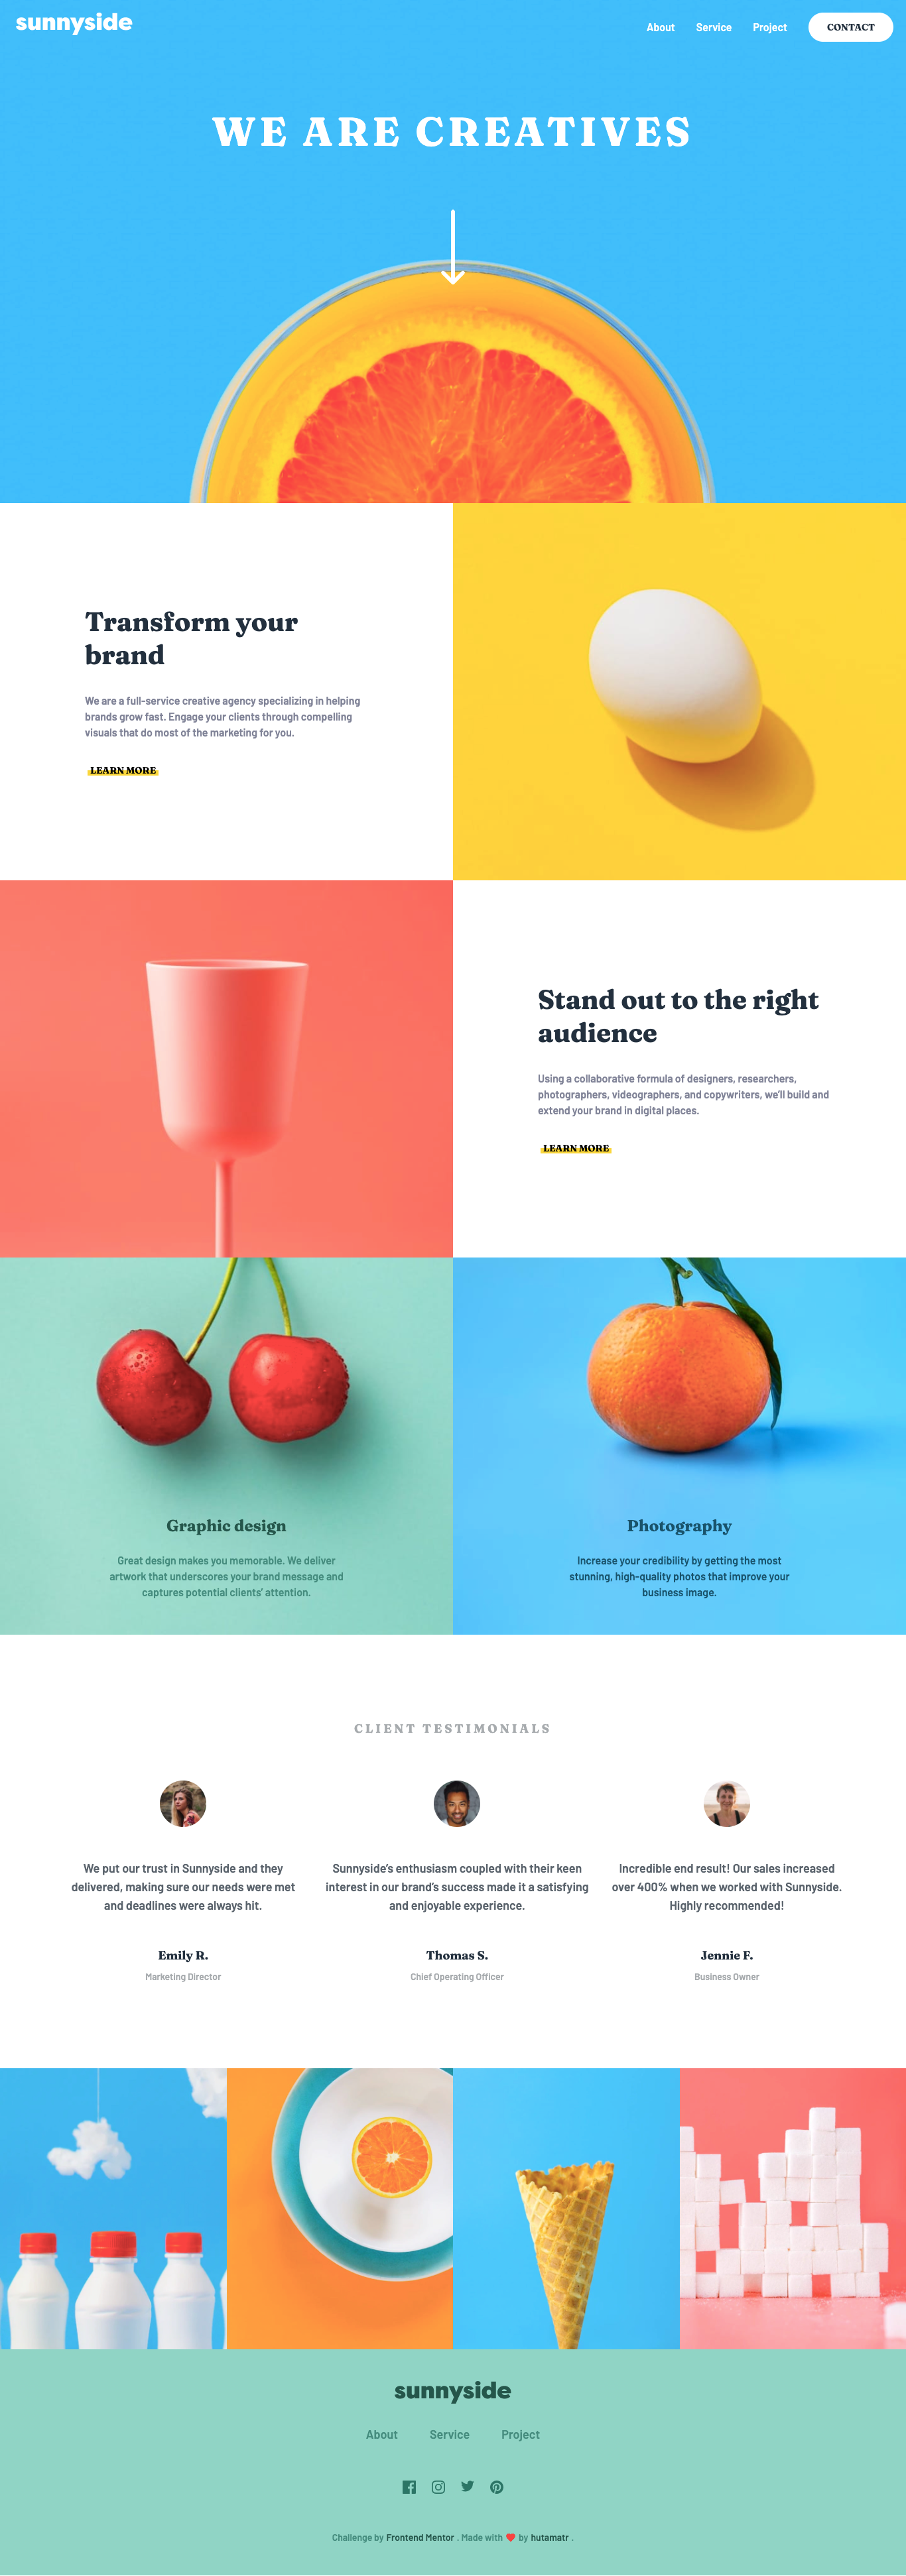 sunnyside
About Service Project CONTACT
WE ARE CREATIVES
Transform your
brand
We are a full-service creative agency specializing in helping
brands grow fast. Engage your clients through compelling
visuals that do most of the marketing for you.
LEARN MORE
Stand out to the right
audience
Using a collaborative formula of designers, researchers,
photographers, videographers, and copywriters, we'll build and
extend your brand in digital places.
LEARN MORE
Graphic design
Great design makes you memorable. We deliver
artwork that underscores your brand message and
captures potential clients' attention.
Photography
Increase your credibility by getting the most
stunning, high-quality photos that improve your
business image.
CLIENT TESTIMONIALS
We put our trust in Sunnyside and they
delivered, making sure our needs were met
and deadlines were always hit.
Emily R.
Marketing Director
Sunnyside's enthusiasm coupled with their keen
interest in our brand's success made it a satisfying
and enjoyable experience.
Thomas S.
Chief Operating Officer
Incredible end result! Our sales increased
over 400% when we worked with Sunnyside.
Highly recommended!
Jennie F.
Business Owner
sunnyside
About Service Project
Challenge by Frontend Mentor . Made with ❤ by hutamatr .